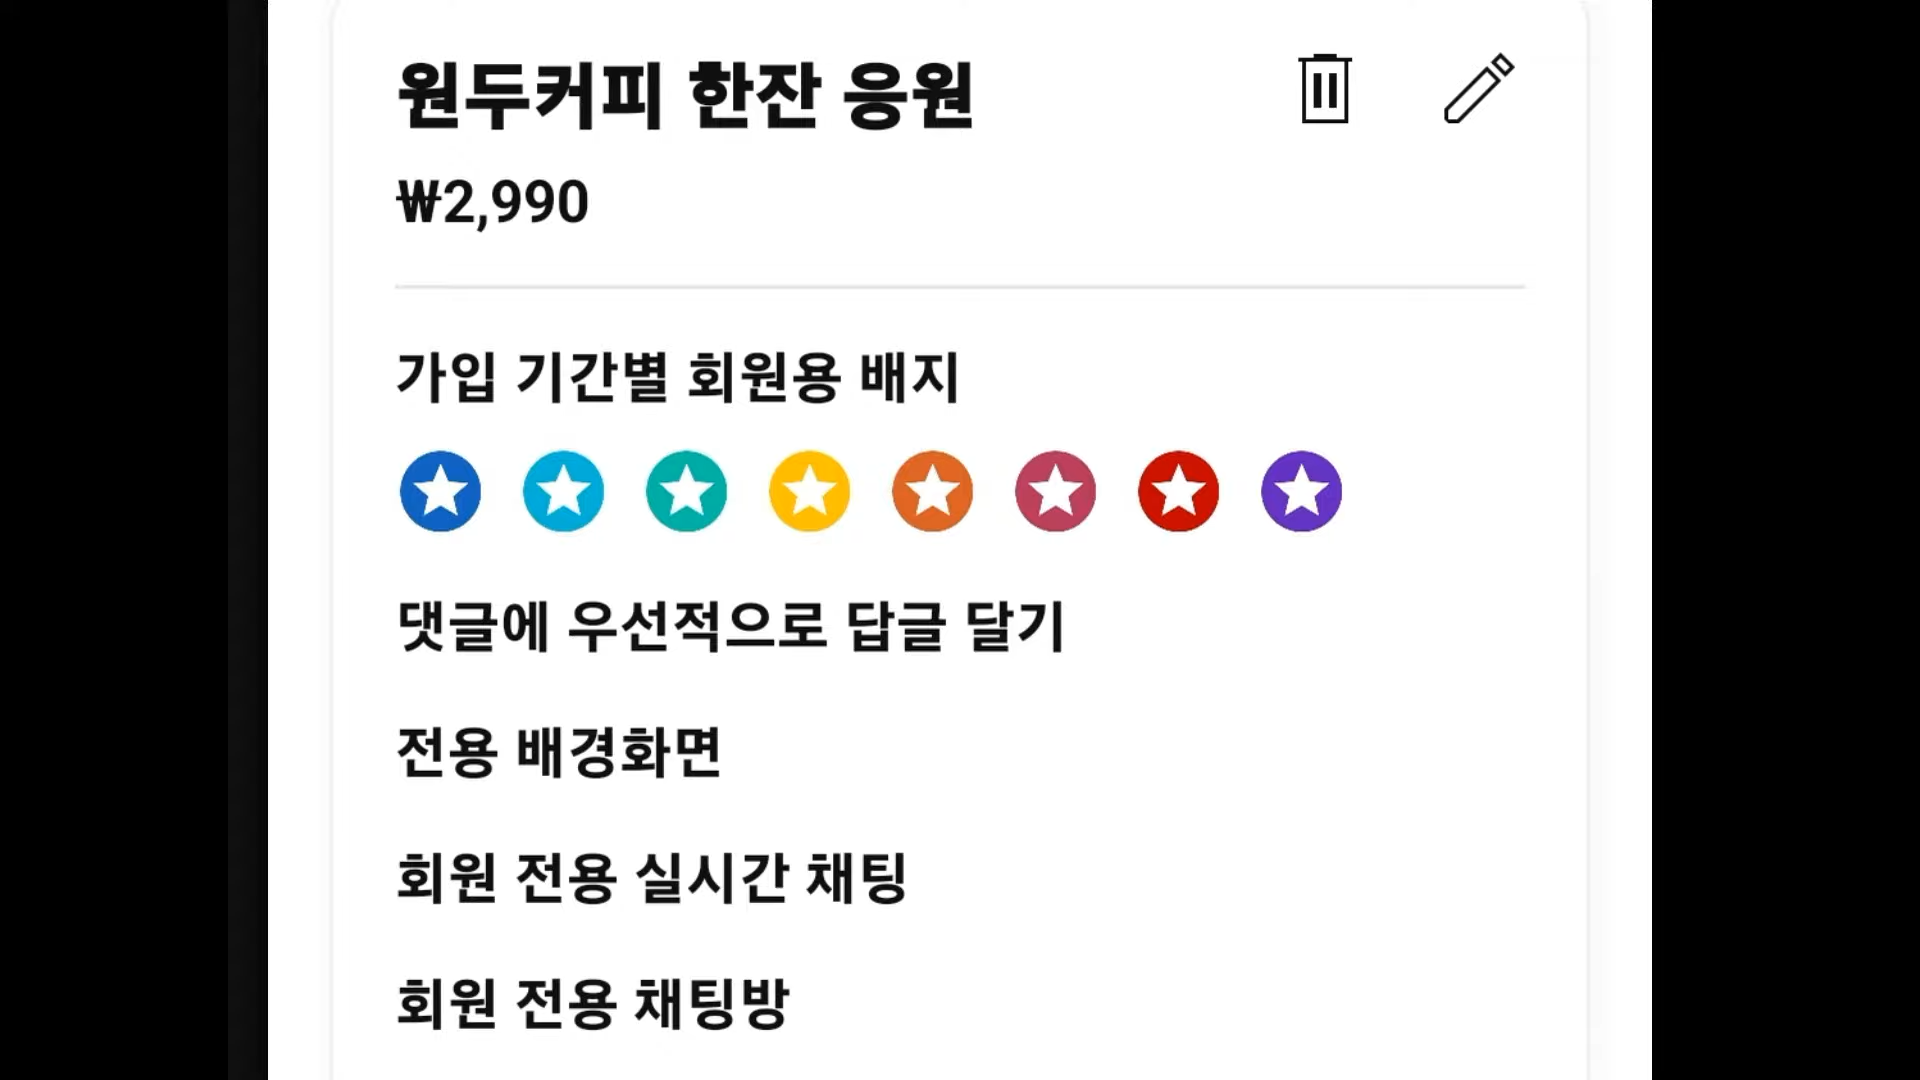 원두커피 한잔 응원
₩2,990
가입 기간별 회원용 배지
댓글에 우선적으로 답글 달기
전용 배경화면
회원 전용 실시간 채팅
회원 전용 채팅방